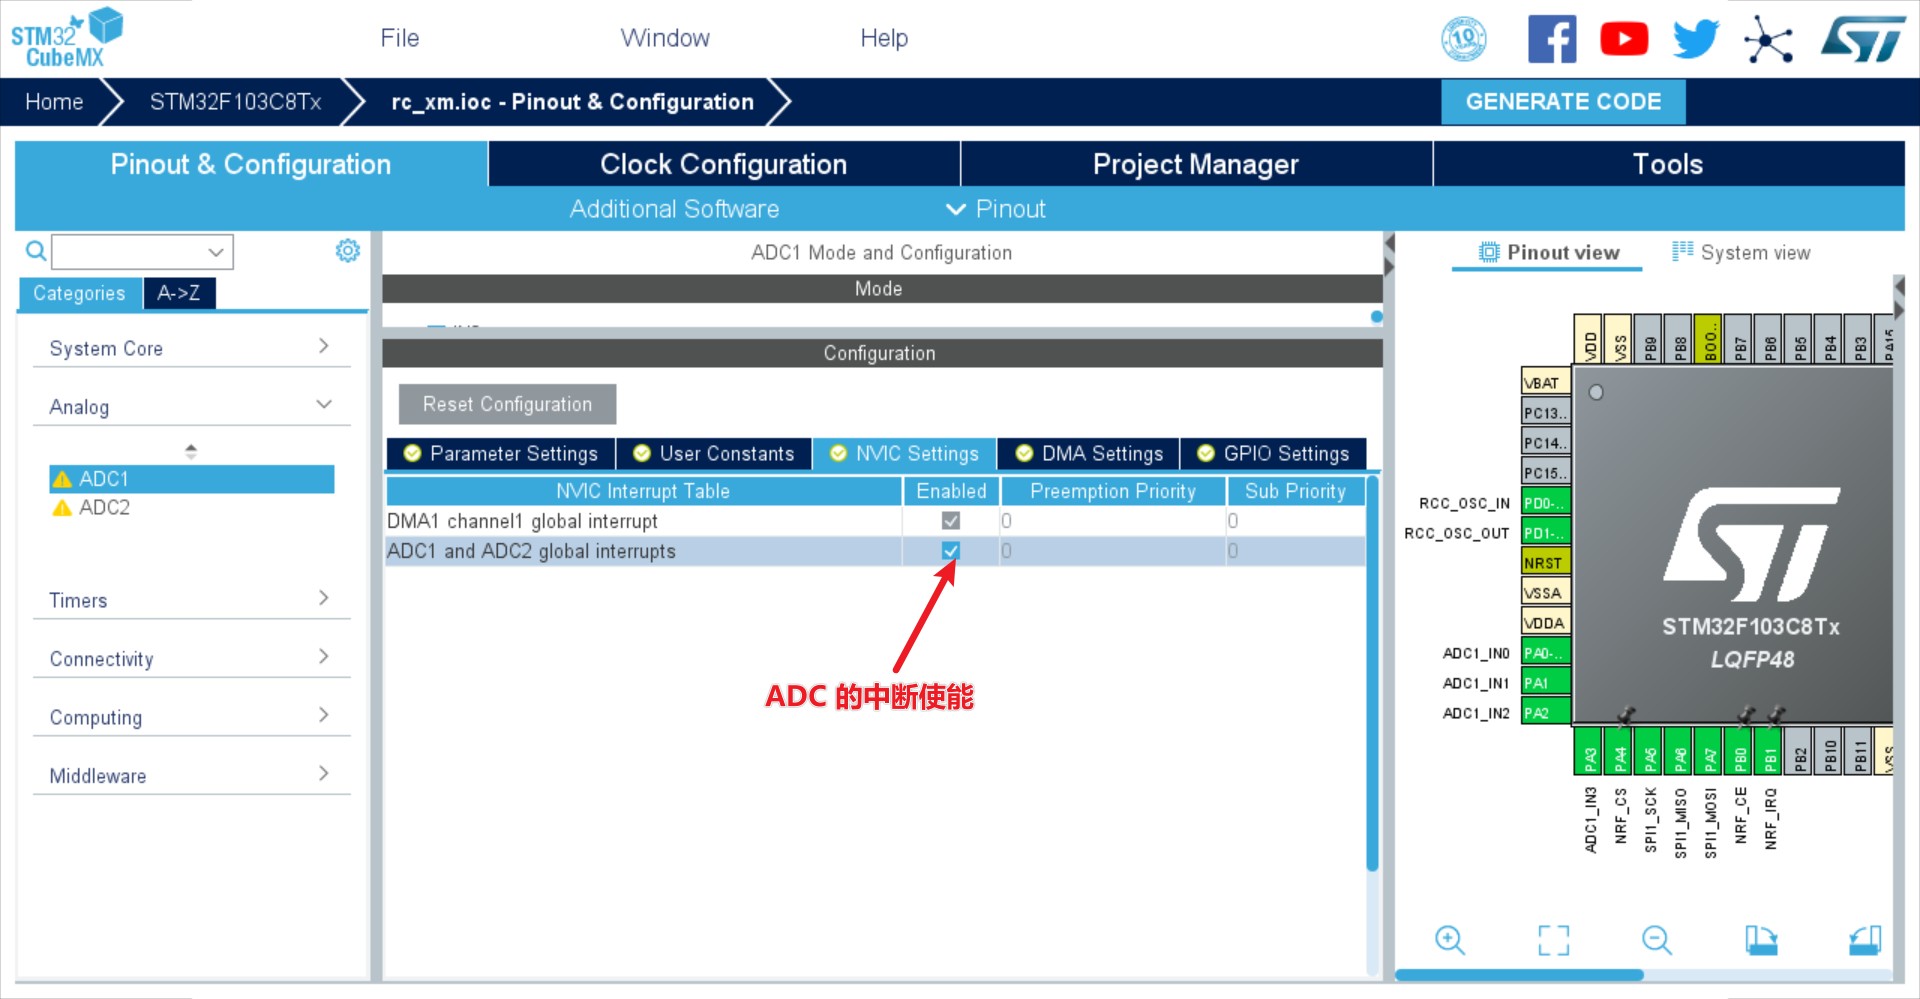 STM32
CubeMX
File
Window
Help
10
ST
Home
STM32F103C8Tx
rc_xm.ioc - Pinout & Configuration
GENERATE CODE
Pinout & Configuration
Clock Configuration
Project Manager
Tools
Additional Software
Pinout
Categories
A->Z
System Core
Analog
ADC1
ADC2
Timers
Connectivity
Computing
Middleware
ADC1 Mode and Configuration
Mode
Configuration
Reset Configuration
Parameter Settings
User Constants
NVIC Settings
DMA Settings
GPIO Settings
NVIC Interrupt Table
Enabled
Preemption Priority
Sub Priority
DMA1 channel1 global interrupt
0
0
ADC1 and ADC2 global interrupts
0
0
ADC 的中断使能
Pinout view
System view
VDD
VSS
PB9
PB8
BOO..
PB7
PB6
PB5
PB4
PB3
PA15
VBAT
PC13..
PC14..
PC15..
RCC_OSC_IN
PD0-..
RCC_OSC_OUT
PD1-..
NRST
VSSA
VDDA
ADC1_IN0
PA0-..
ADC1_IN1
PA1
ADC1_IN2
PA2
ST
STM32F103C8Tx
LQFP48
PA3
PA4
PA5
PA6
PA7
PB0
PB1
PB2
PB10
PB11
VSS
ADC1_IN3
NRF_CS
SPI1_SCK
SPI1_MISO
SPI1_MOSI
NRF_CE
NRF_IRQ